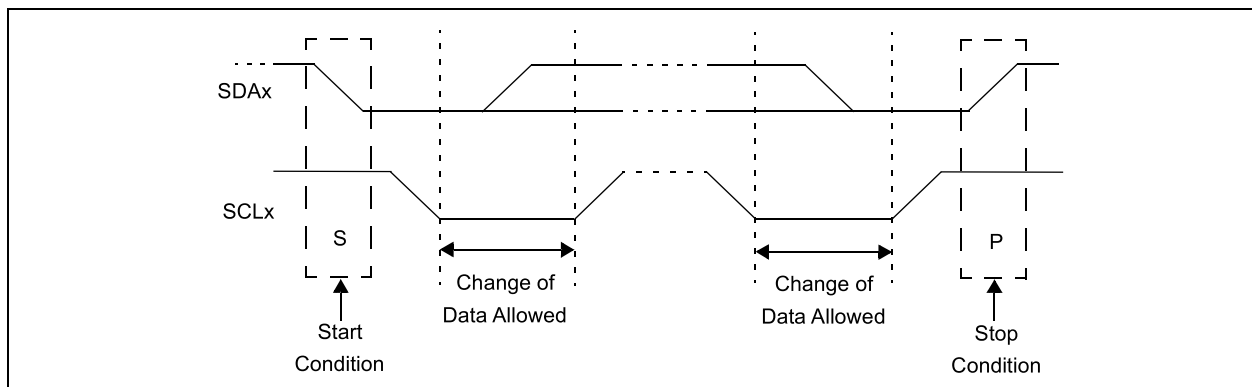 SDAx
SCLx
S
P
Change of
Data Allowed
Change of
Data Allowed
Start
Condition
Stop
Condition